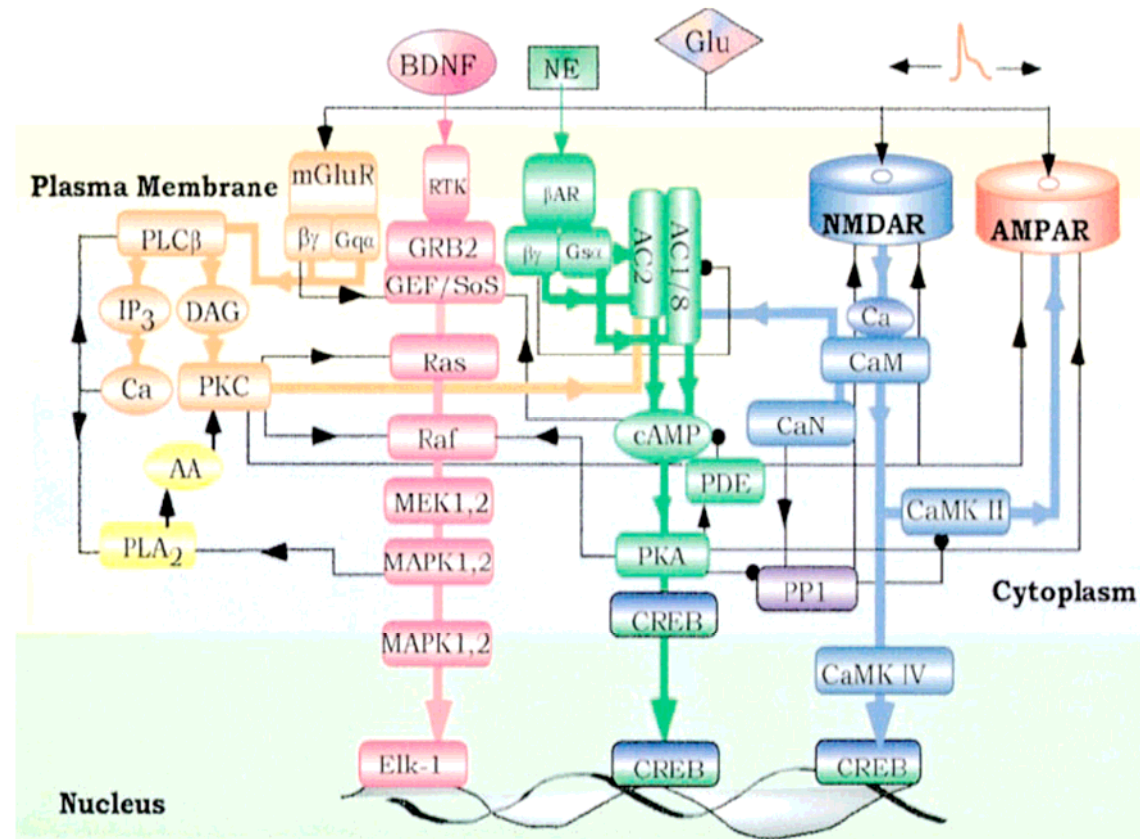 Glu
BDNF
NE
mGluR
RTK
βAR
Plasma Membrane
NMDAR
AMPAR
PLCβ
βγ
Gqα
GRB2
βγ
Gsα
AC2
AC1/8
GEF/SoS
IP3
DAG
Ca
CaM
Ras
Ca
PKC
CaN
Raf
cAMP
AA
PDE
MEK1,2
CaMK II
PLA2
MAPK1,2
PKA
PP1
Cytoplasm
CREB
MAPK1,2
CaMK IV
Elk-1
CREB
CREB
Nucleus